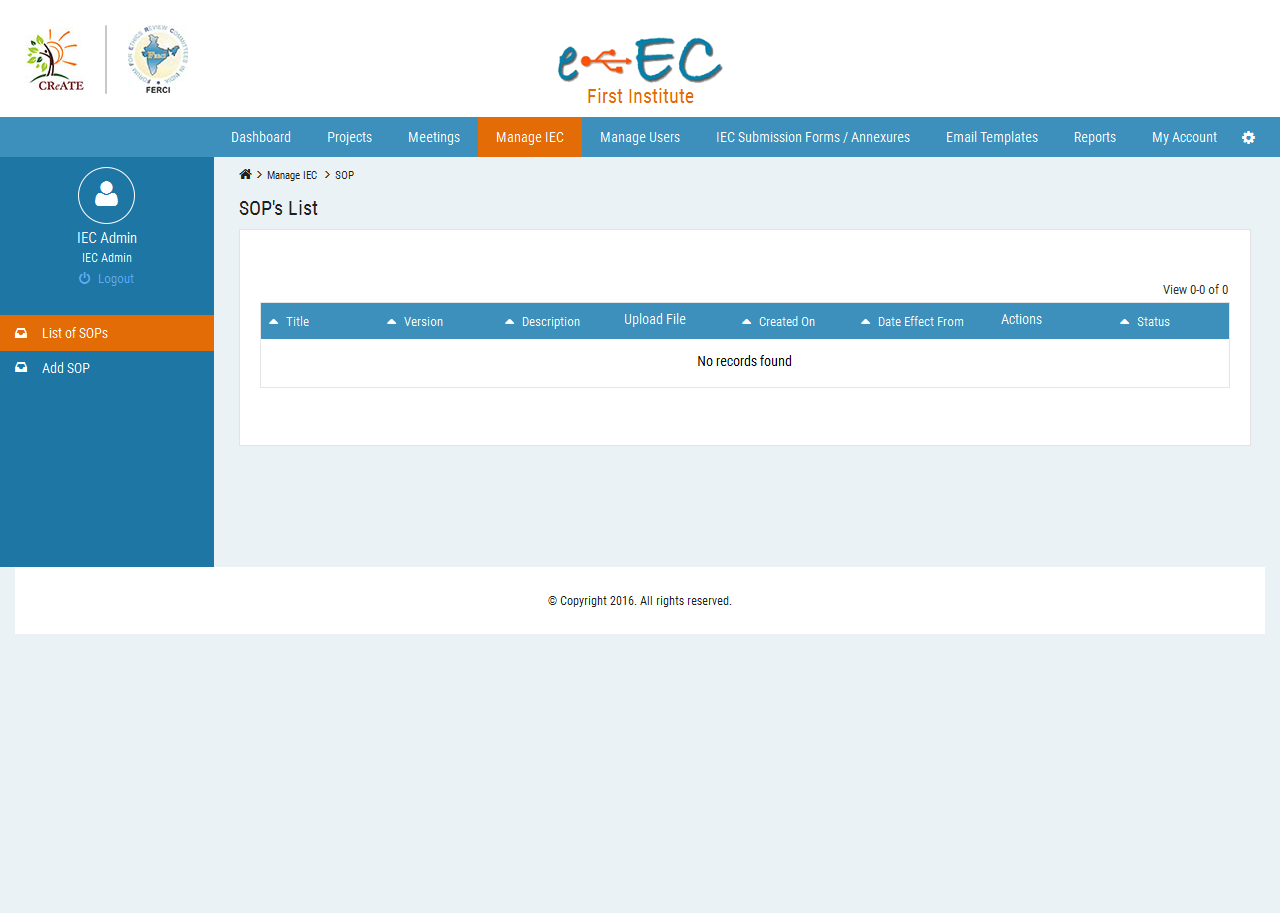 CReATE
FORUM FOR ETHICS REVIEW COMMITTEES IN INDIA
FERCI
e EC
First Institute
Dashboard Projects Meetings Manage IEC Manage Users IEC Submission Forms / Annexures Email Templates Reports My Account
Manage IEC SOP
IEC Admin
IEC Admin
Logout
List of SOPs
Add SOP
SOP's List
View 0-0 of 0
Title Version Description Upload File Created On Date Effect From Actions Status
No records found
© Copyright 2016. All rights reserved.